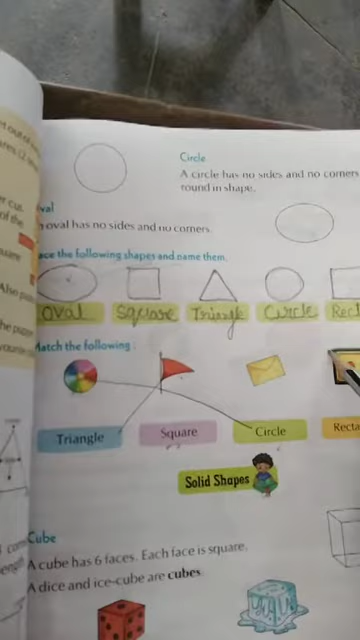 Circle
A circle has no sides and no corners
round in shape.
oval has no sides and no corners.
the following shapes and name them.
Oval Square Triangle Circle
Match the following :
Triangle Square Circle
Solid Shapes
Cube
A cube has 6 faces. Each face is square.
A dice and ice-cube are cubes.